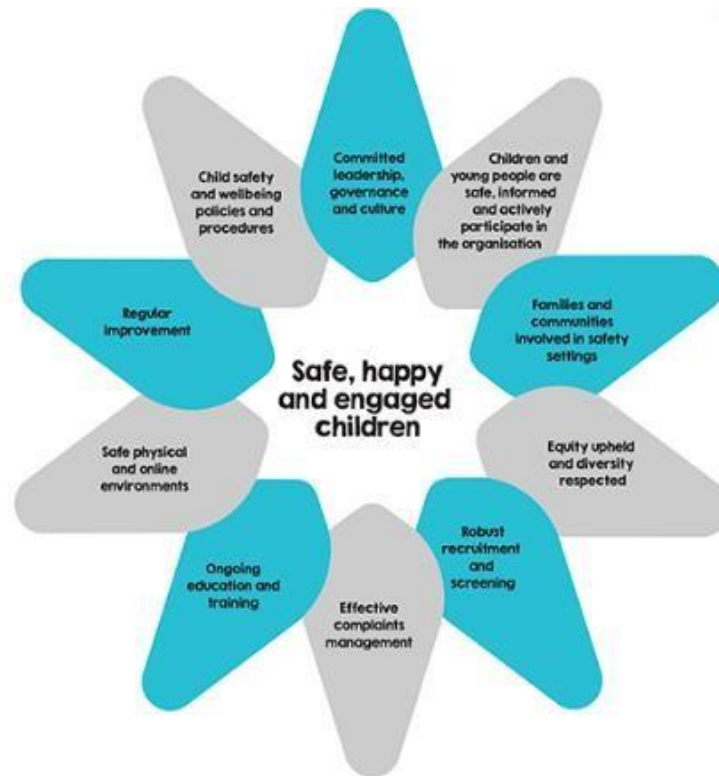 Committed
leadership,
governance
and culture
Children and
young people are
safe, informed
and actively
participate in
the organisation
Families and
communities
involved in safety
settings
Equity upheld
and diversity
respected
Robust
recruitment
and
screening
Effective
complaints
management
Ongoing
education and
training
Safe physical
and online
environments
Regular
improvement
Child safety
and wellbeing
policies and
procedures
Safe, happy
and engaged
children